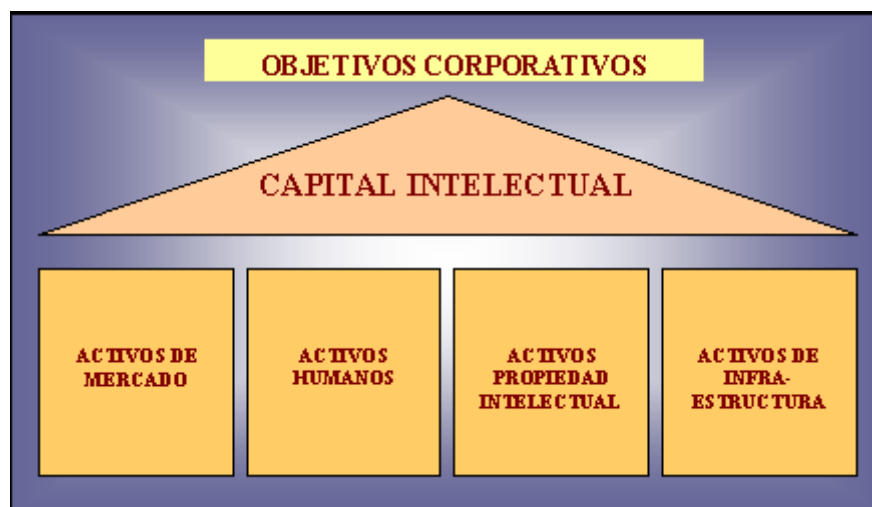 OBJETIVOS CORPORATIVOS
CAPITAL INTELECTUAL
ACTIVOS DE
MERCADO
ACTIVOS
HUMANOS
ACTIVOS
PROPIEDAD
INTELECTUAL
ACTIVOS DE
INFRA-
ESTRUCTURA